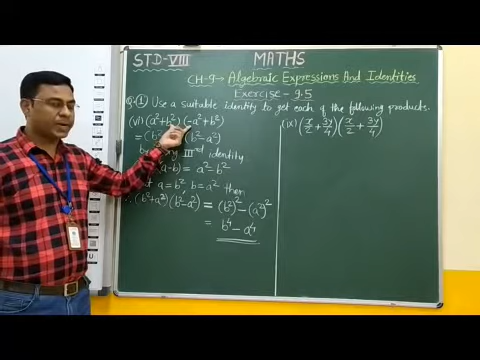 STD-VIII MATHS
CH-9→ Algebraic Expressions And Identities
Exercise - 9.5
Q.① Use a suitable identity to get each of the following products.
(vi) (a²+b²) (-a²+b²)
= (b² b²-a²)
by IIIrd identity
(a-b) = a²-b²
a=b² b=a² then
∴ (b²+a²)(b²-a²) = (b²)²-(a²)²
= b⁴-a⁴
(ix) (x/2 + 3y/4) (x/2 + 3y/4)